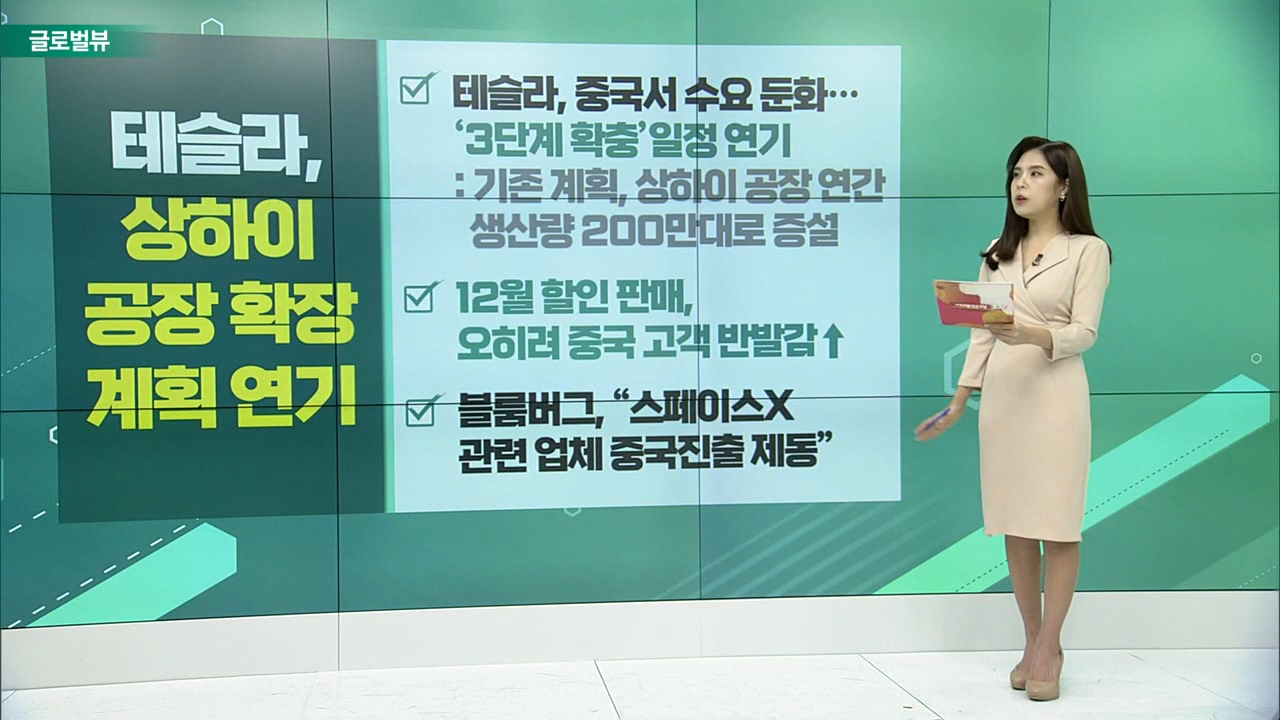 글로벌뷰
테슬라,
상하이
공장 확장
계획 연기
테슬라, 중국서 수요 둔화…
‘3단계 확충’ 일정 연기
: 기존 계획, 상하이 공장 연간
생산량 200만대로 증설
12월 할인 판매,
오히려 중국 고객 반발감↑
블룸버그, “스페이스X
관련 업체 중국진출 제동”